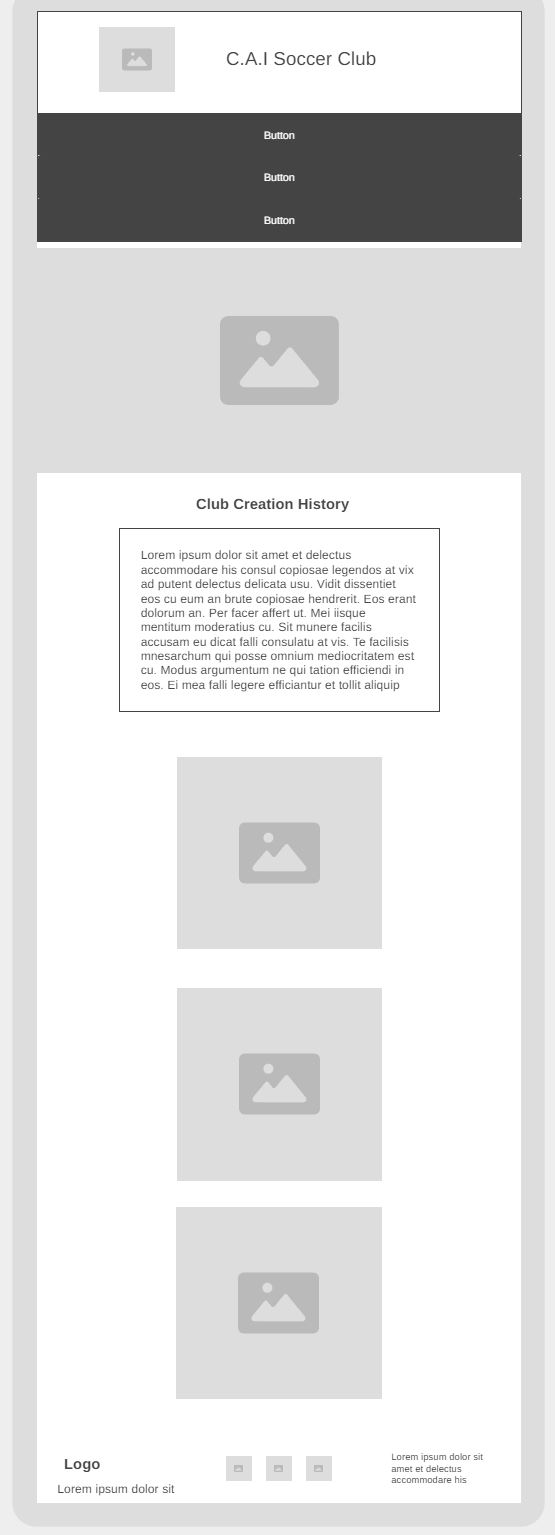 C.A.I Soccer Club
Button
Button
Button
Club Creation History
Lorem ipsum dolor sit amet et delectus
accommodare his consul copiosae legendos at vix
ad putent delectus delicata usu. Vidit dissentiet
eos cu eum an brute copiosae hendrerit. Eos erant
dolorum an. Per facer affert ut. Mei iisque
mentitum moderatius cu. Sit munere facilis
accusam eu dicat falli consulatu at vis. Te facilisis
mnesarchum qui posse omnium mediocritatem est
cu. Modus argumentum ne qui tation efficiendi in
eos. Ei mea falli legere efficiantur et tollit aliquip
Logo
Lorem ipsum dolor sit
Lorem ipsum dolor sit
amet et delectus
accommodare his